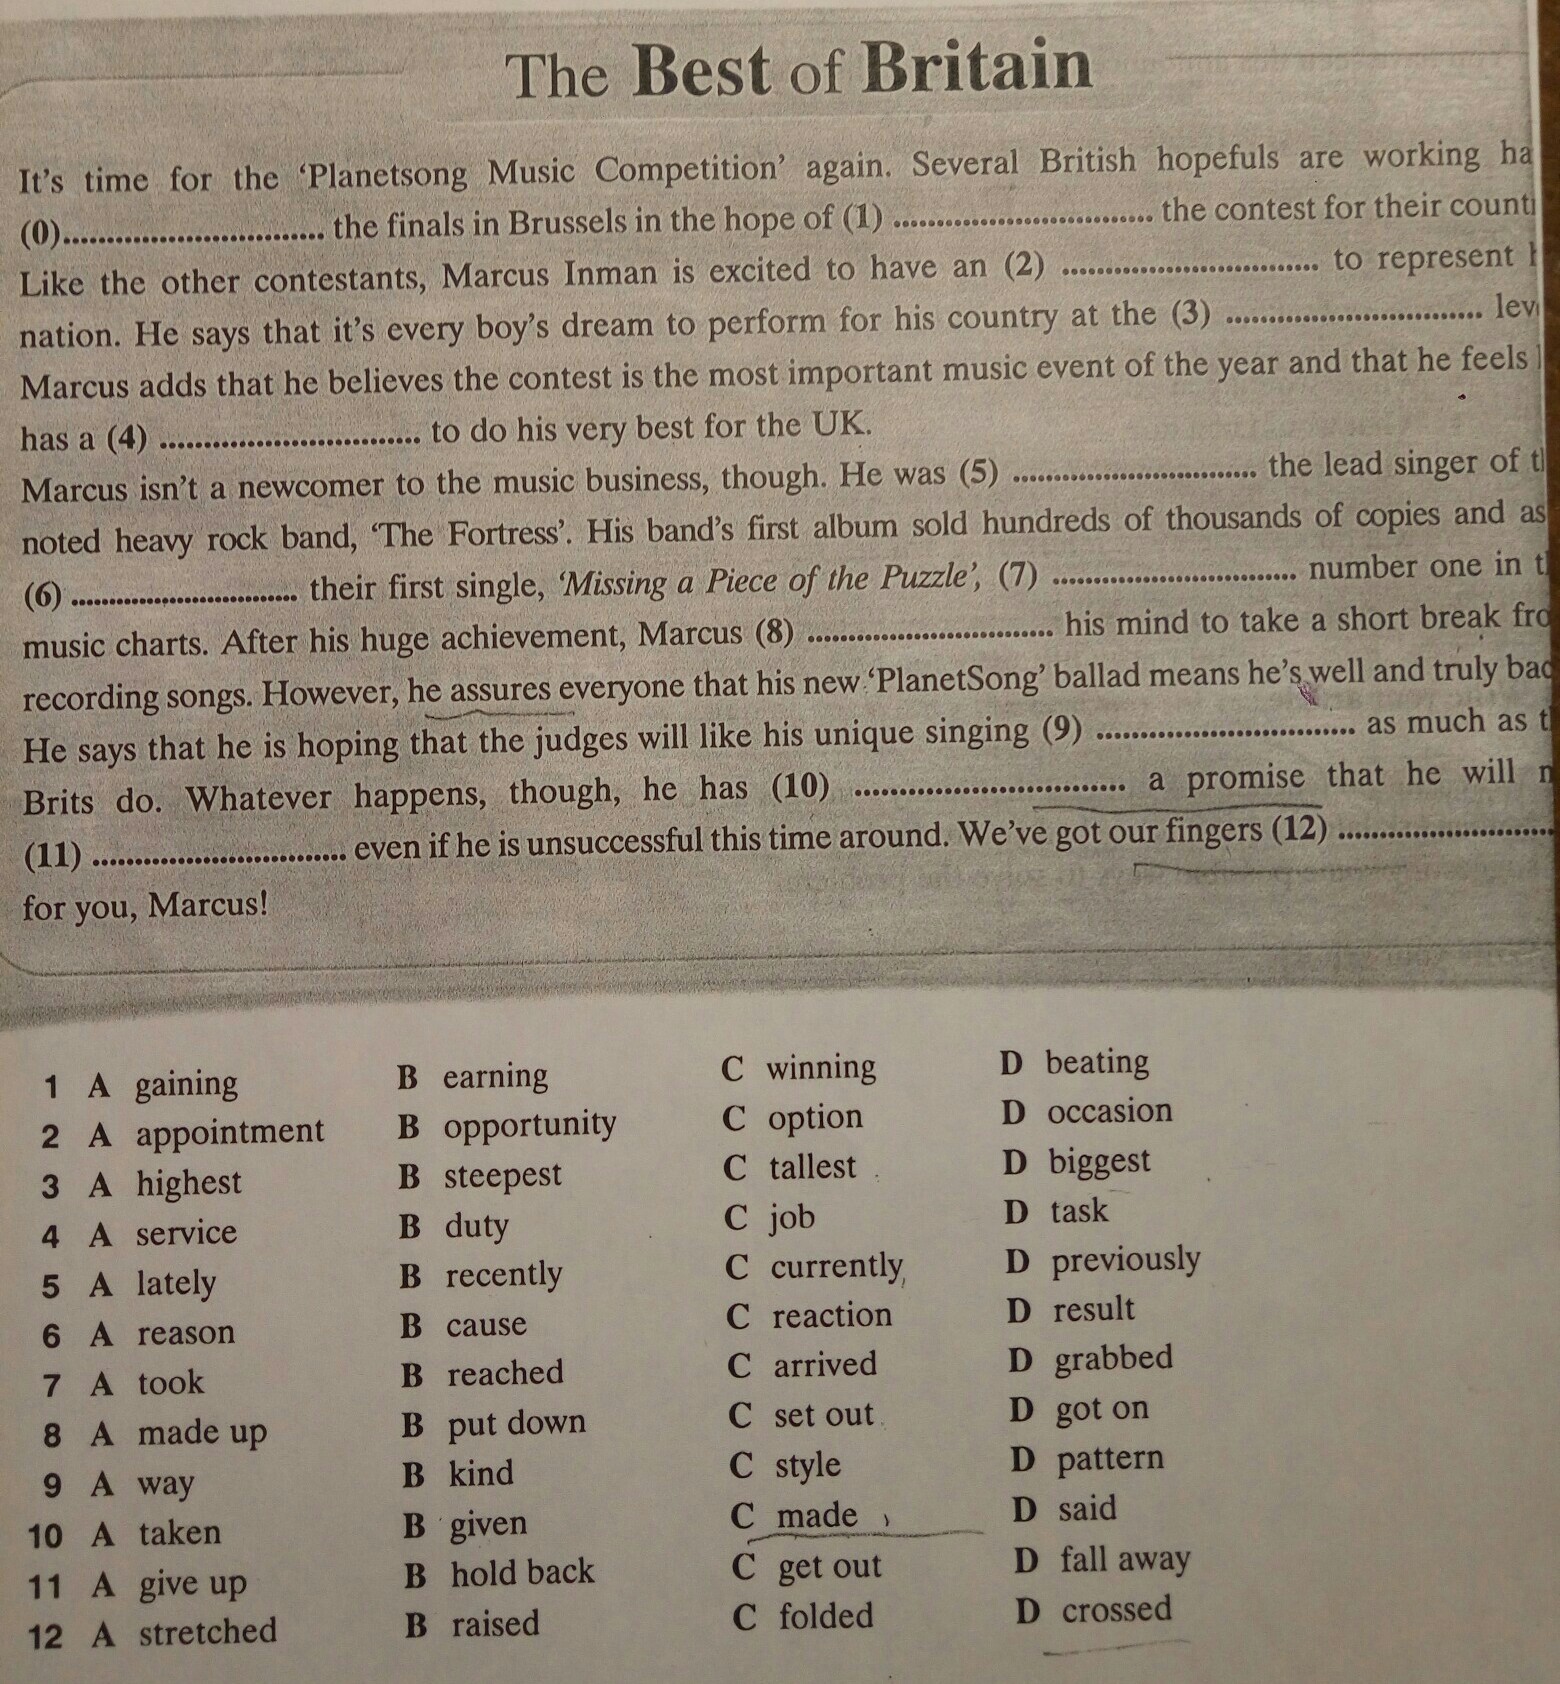 The Best of Britain
It's time for the 'Planetsong Music Competition' again. Several British hopefuls are working ha
(0).............................. the finals in Brussels in the hope of (1) .............................. the contest for their count
Like the other contestants, Marcus Inman is excited to have an (2) .............................. to represent h
nation. He says that it's every boy's dream to perform for his country at the (3) .............................. lev
Marcus adds that he believes the contest is the most important music event of the year and that he feels
has a (4) .............................. to do his very best for the UK.
Marcus isn't a newcomer to the music business, though. He was (5) .............................. the lead singer of t
noted heavy rock band, 'The Fortress'. His band's first album sold hundreds of thousands of copies and as
(6) .............................. their first single, 'Missing a Piece of the Puzzle', (7) .............................. number one in t
music charts. After his huge achievement, Marcus (8) .............................. his mind to take a short break fro
recording songs. However, he assures everyone that his new 'PlanetSong' ballad means he's well and truly bac
He says that he is hoping that the judges will like his unique singing (9) .............................. as much as t
Brits do. Whatever happens, though, he has (10) .............................. a promise that he will n
(11) .............................. even if he is unsuccessful this time around. We've got our fingers (12) ..............................
for you, Marcus!
1 A gaining B earning C winning D beating
2 A appointment B opportunity C option D occasion
3 A highest B steepest C tallest D biggest
4 A service B duty C job D task
5 A lately B recently C currently D previously
6 A reason B cause C reaction D result
7 A took B reached C arrived D grabbed
8 A made up B put down C set out D got on
9 A way B kind C style D pattern
10 A taken B given C made D said
11 A give up B hold back C get out D fall away
12 A stretched B raised C folded D crossed